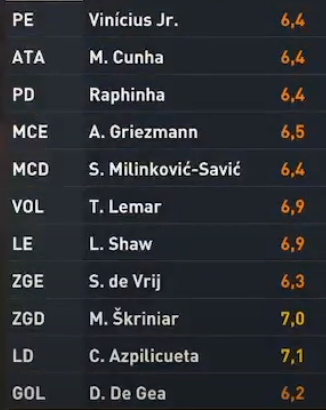 PE Vinícius Jr. 6,4
ATA M. Cunha 6,4
PD Raphinha 6,4
MCE A. Griezmann 6,5
MCD S. Milinković-Savić 6,4
VOL T. Lemar 6,9
LE L. Shaw 6,9
ZGE S. de Vrij 6,3
ZGD M. Škriniar 7,0
LD C. Azpilicueta 7,1
GOL D. De Gea 6,2